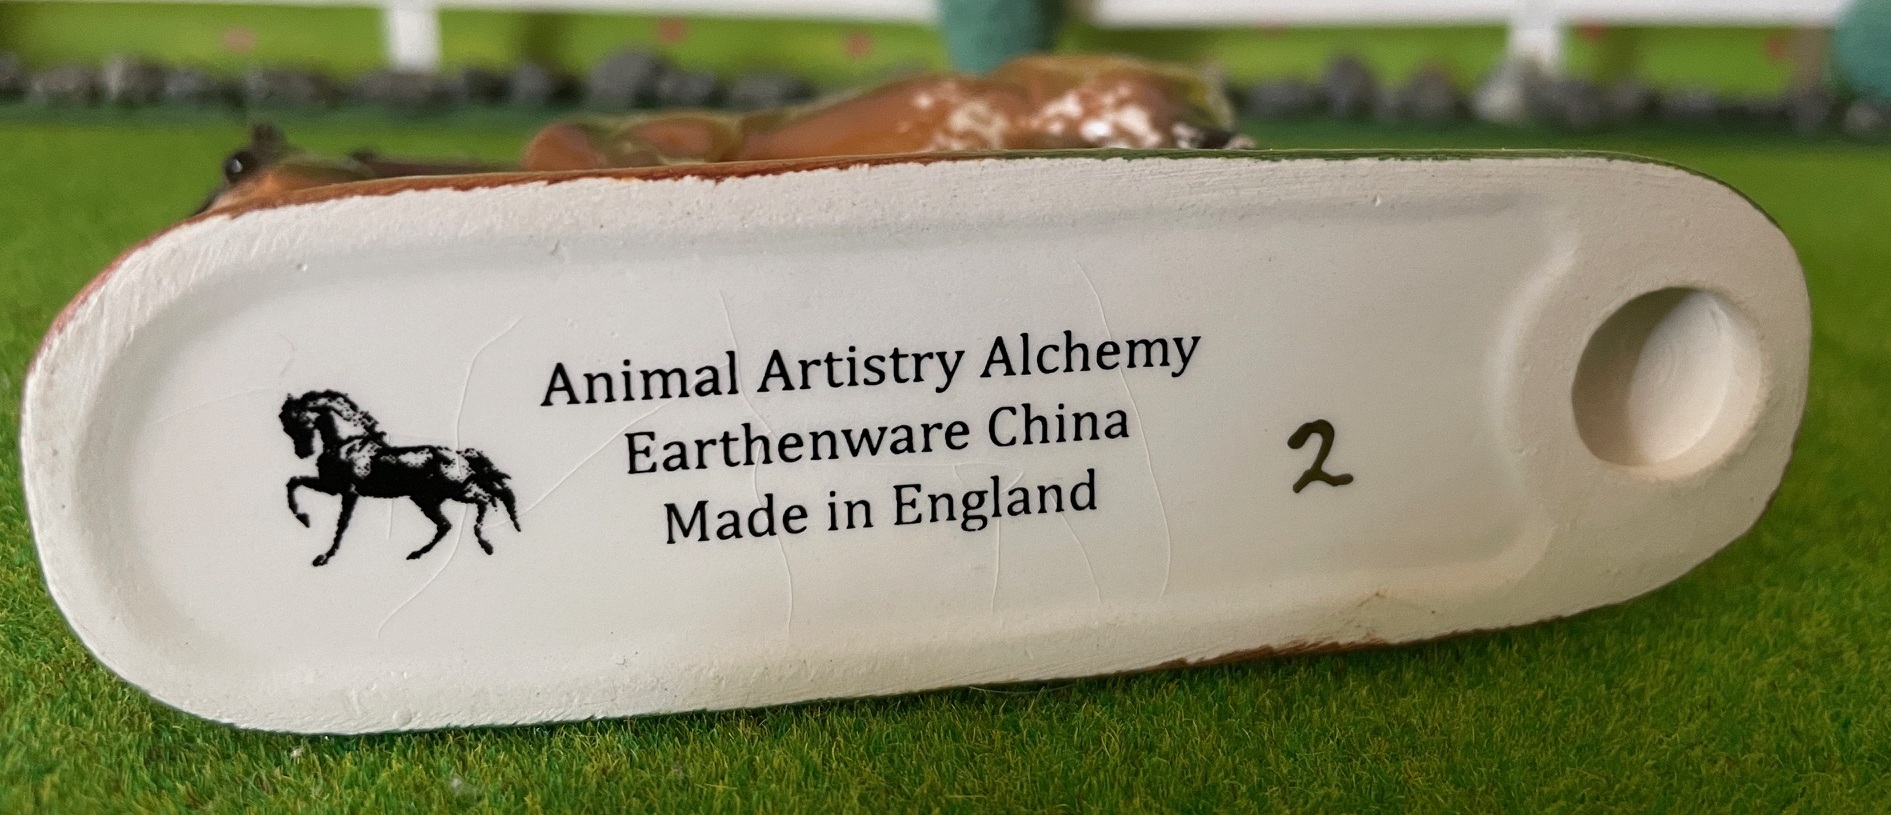 Animal Artistry Alchemy
Earthenware China
Made in England
2